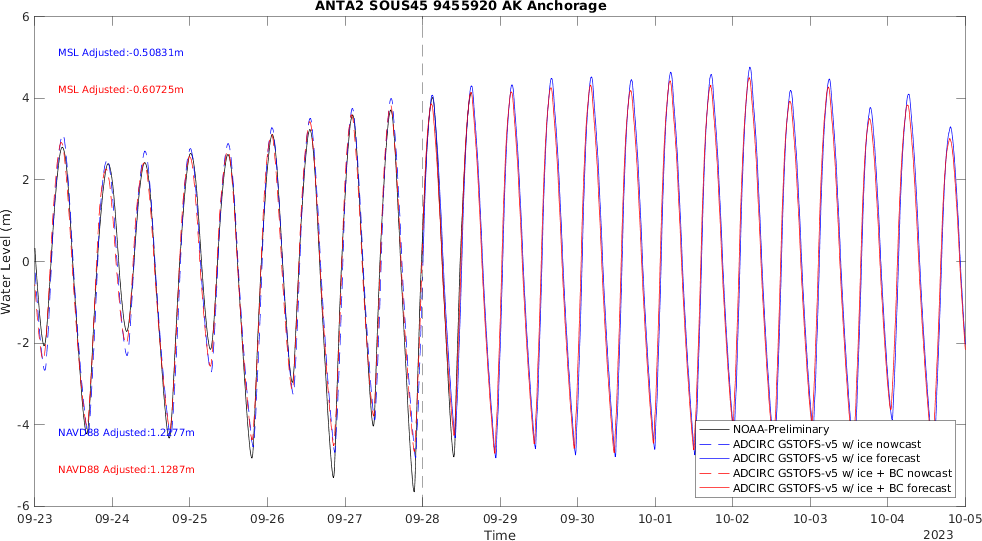 ANTA2 SOUS45 9455920 AK Anchorage
6
4
2
0
-2
-4
-6
Water Level (m)
MSL Adjusted:-0.50831m
MSL Adjusted:-0.60725m
NAVD88 Adjusted:1.2277m
NAVD88 Adjusted:1.1287m
NOAA-Preliminary
ADCIRC GSTOFS-v5 w/ ice nowcast
ADCIRC GSTOFS-v5 w/ ice forecast
ADCIRC GSTOFS-v5 w/ ice + BC nowcast
ADCIRC GSTOFS-v5 w/ ice + BC forecast
09-23 09-24 09-25 09-26 09-27 09-28 09-29 09-30 10-01 10-02 10-03 10-04 10-05
Time
2023